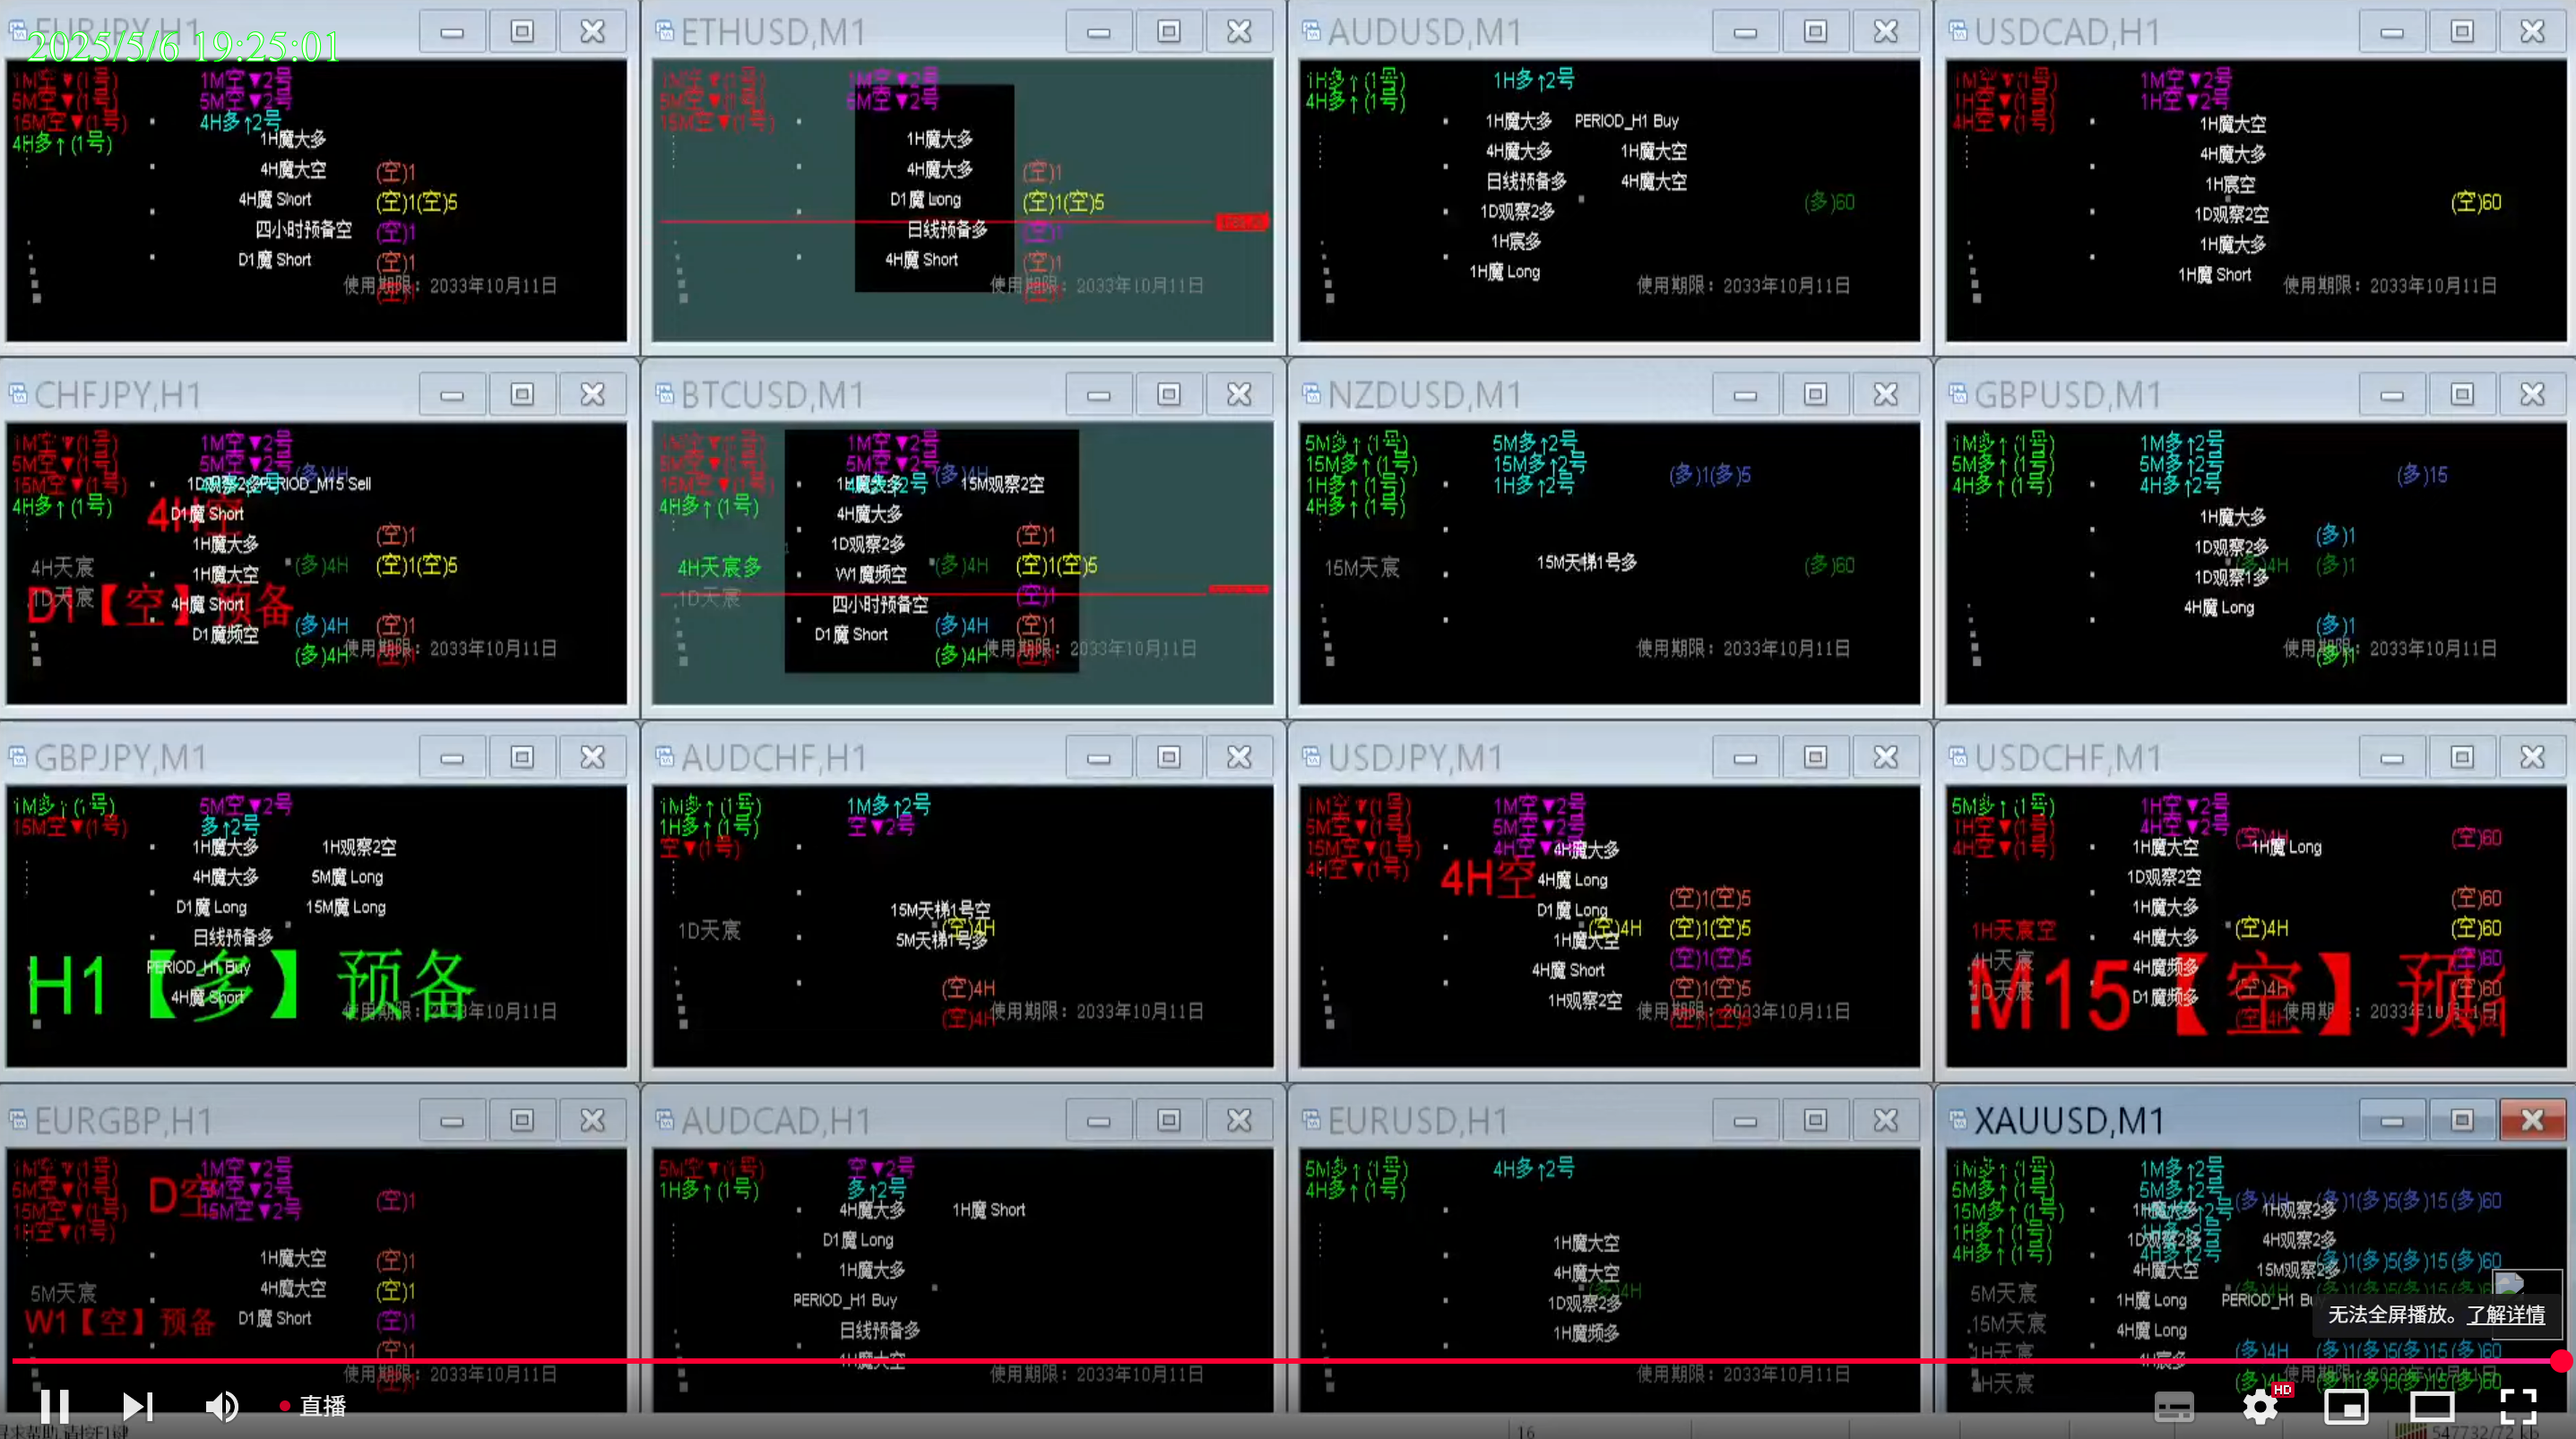 EURJPY,H1
2025/5/6 19:25:01
1M空▼(1号) 1M空▼2号
5M空▼(1号) 5M空▼2号
15M空▼(1号) 4H多↑2号
4H多↑(1号) 1H魔大多
4H魔大空 (空)1
4H魔 Short (空)1(空)5
四小时预备空 (空)1
D1魔 Short (空)1
使用期限：2033年10月11日
ETHUSD,M1
1M空▼(1号) 1M空▼2号
5M空▼(1号) 5M空▼2号
15M空▼(1号)
1H魔大多
4H魔大多 (空)1
D1魔 Long (空)1(空)5
日线预备多 (空)1
4H魔 Short (空)1
使用期限：2033年10月11日
AUDUSD,M1
1H多↑(1号) 1H多↑2号
4H多↑(1号)
1H魔大多 PERIOD_H1 Buy
4H魔大多 1H魔大空
日线预备多 4H魔大空
1D观察2多 (多)60
1H宸多
1H魔 Long
使用期限：2033年10月11日
USDCAD,H1
1M空▼(1号) 1M空▼2号
1H空▼(1号) 1H空▼2号
4H空▼(1号) 1H魔大空
4H魔大多
1H宸空
1D观察2空 (空)60
1H魔大多
1H魔 Short
使用期限：2033年10月11日
CHFJPY,H1
1M空▼(1号) 1M空▼2号
5M空▼(1号) 5M空▼2号 (多)4H
15M空▼(1号) 1D观察2多 PERIOD_M15 Sell
4H多↑(1号) 4H空 D1魔 Short
1H魔大多 (空)1
4H天宸 1H魔大空 (多)4H (空)1(空)5
1D天宸 4H魔 Short
D1【空】预备
D1魔频空 (多)4H (空)1
(多)4H 使用期限：2033年10月11日
BTCUSD,M1
1M空▼(1号) 1M空▼2号
5M空▼(1号) 5M空▼2号 (多)4H
15M空▼(1号) 1H魔大多 15M观察2空
4H多↑(1号) 4H魔大多
1D观察2多 (空)1
4H天宸多 W1魔频空 (多)4H (空)1(空)5
1D天宸 四小时预备空 (空)1
D1魔 Short (多)4H (空)1
(多)4H 使用期限：2033年10月11日
NZDUSD,M1
5M多↑(1号) 5M多↑2号
15M多↑(1号) 15M多↑2号 (多)1(多)5
1H多↑(1号) 1H多↑2号
4H多↑(1号)
15M天宸 15M天梯1号多 (多)60
使用期限：2033年10月11日
GBPUSD,M1
1M多↑(1号) 1M多↑2号
5M多↑(1号) 5M多↑2号 (多)15
4H多↑(1号) 4H多↑2号
1H魔大多 (多)1
1D观察2多 (多)4H (多)1
1D观察1多
4H魔 Long (多)1
使用期限：2033年10月11日 (多)1
GBPJPY,M1
1M多↑(1号) 5M空▼2号
15M空▼(1号) 多↑2号
1H魔大多 1H观察2空
4H魔大多 5M魔 Long
D1魔 Long 15M魔 Long
日线预备多
PERIOD_H1 Buy
H1【多】预备
4H魔 Short
使用期限：2033年10月11日
AUDCHF,H1
1M多↑(1号) 1M多↑2号
1H多↑(1号) 空▼2号
空▼(1号)
15M天梯1号空
1D天宸 (空)4H
5M天梯1号多
(空)4H
(空)4H 使用期限：2033年10月11日
USDJPY,M1
1M空▼(1号) 1M空▼2号
5M空▼(1号) 5M空▼2号
15M空▼(1号) 4H空▼ 4H魔大多
4H空▼(1号) 4H空 4H魔 Long
D1魔 Long (空)1(空)5
(空)4H (空)1(空)5
1H魔大空 (空)1(空)5
4H魔 Short (空)1(空)5
1H观察2空 使用期限：2033年10月11日
USDCHF,M1
5M多↑(1号) 1H空▼2号
1H空▼(1号) 4H空▼2号 (空)4H (空)60
4H空▼(1号) 1H魔大空 1H魔 Long
1D观察2空
1H魔大多 (空)60
1H天宸空 4H魔大多 (空)4H (空)60
4H天宸 4H魔频多 (空)60
1D天宸 D1魔频多 (空)4H (空)60
M15【空】预
使用期限：2033年10月11日
EURGBP,H1
1M空▼(1号) 1M空▼2号
5M空▼(1号) D空 5M空▼2号 (空)1
15M空▼(1号) 15M空▼2号
1H空▼(1号)
1H魔大空 (空)1
5M天宸 4H魔大空 (空)1
W1【空】预备 D1魔 Short (空)1
(空)1
使用期限：2033年10月11日
AUDCAD,H1
5M空▼(1号) 空▼2号
1H多↑(1号) 多↑2号
4H魔大多 1H魔 Short
D1魔 Long
1H魔大多
PERIOD_H1 Buy
日线预备多
4H魔大空
使用期限：2033年10月11日
EURUSD,H1
5M多↑(1号) 4H多↑2号
4H多↑(1号)
1H魔大空
4H魔大空
(多)4H
1D观察2多
1H魔频多
使用期限：2033年10月11日
XAUUSD,M1
1M多↑(1号) 1M多↑2号
5M多↑(1号) 5M多↑2号 (多)4H (多)1(多)5(多)15(多)60
15M多↑(1号) 1H魔大多 1H观察2多
1H多↑(1号) 1D观察2多 4H观察2多
4H多↑(1号) 4H魔大空 15M观察2多 (多)1(多)5(多)15(多)60
5M天宸 1H魔 Long PERIOD_H1 Bu
15M天宸 4H魔 Long
1H天宸 4H宸多 (多)4H (多)1(多)5(多)15(多)60
4H天宸
无法全屏播放。了解详情
直播
HD
16
547732/72 kb